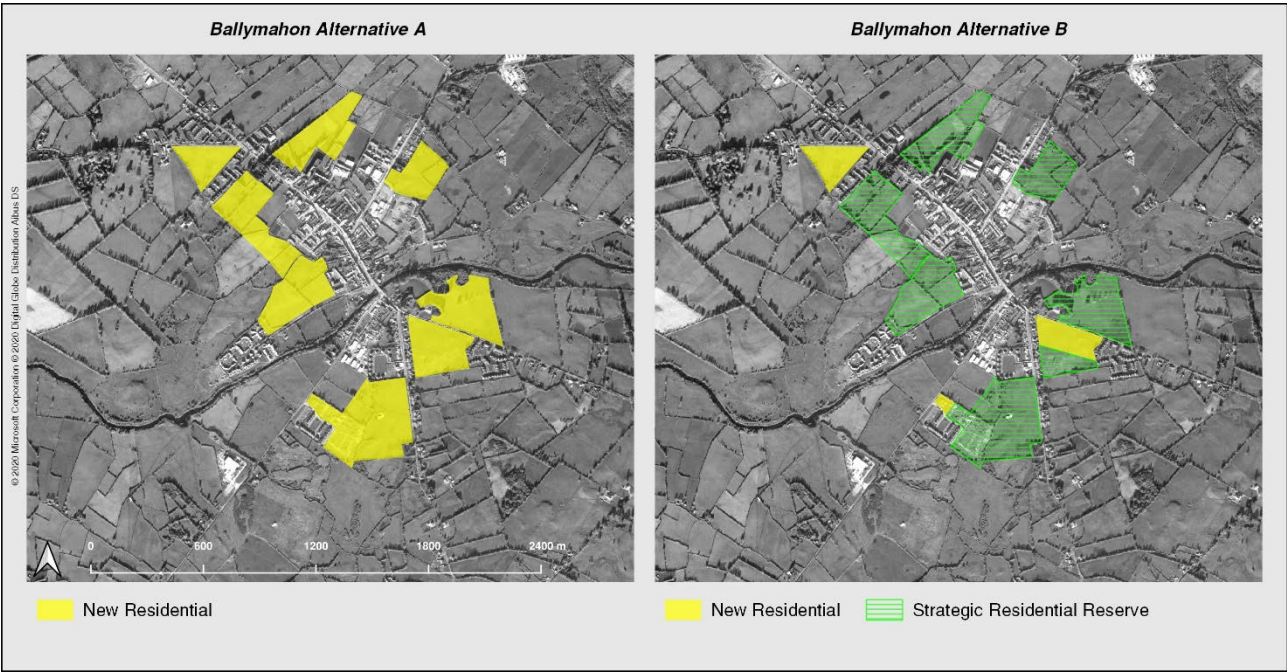 Ballymahon Alternative A
Ballymahon Alternative B
© 2020 Microsoft Corporation © 2020 Digital Globe Distribution Aibus DS
0 600 1200 1800 2400 m
New Residential
New Residential
Strategic Residential Reserve